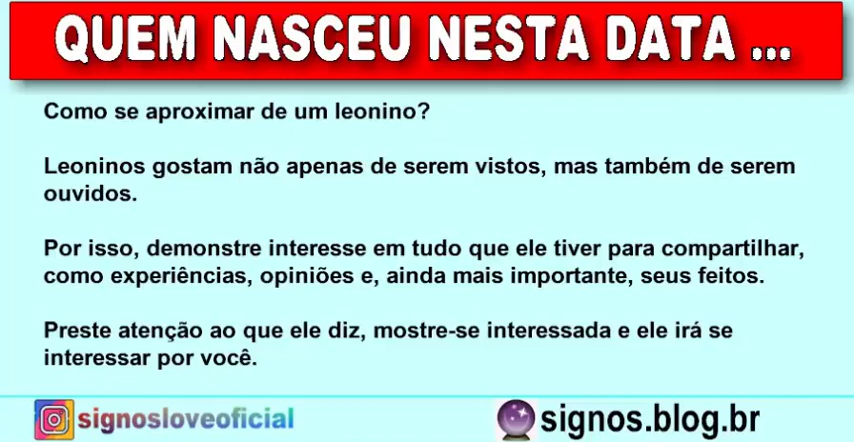 QUEM NASCEU NESTA DATA ...
Como se aproximar de um leonino?
Leoninos gostam não apenas de serem vistos, mas também de serem
ouvidos.
Por isso, demonstre interesse em tudo que ele tiver para compartilhar,
como experiências, opiniões e, ainda mais importante, seus feitos.
Preste atenção ao que ele diz, mostre-se interessada e ele irá se
interessar por você.
signosloveoficial
signos.blog.br